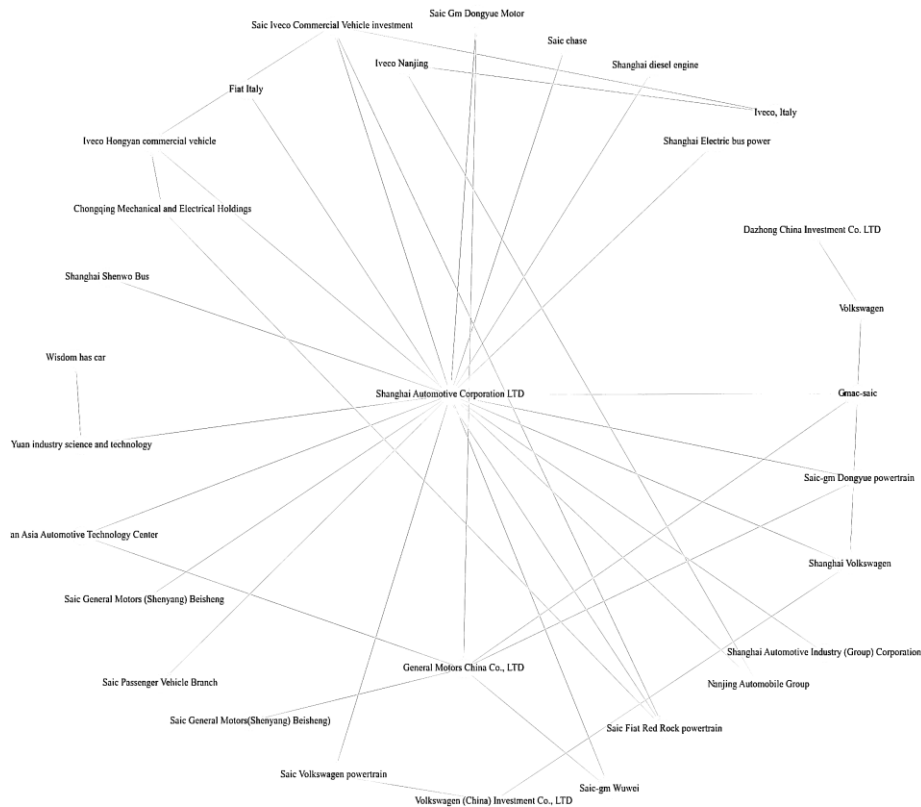 Saic Gm Dongyue Motor
Saic Iveco Commercial Vehicle investment
Saic chase
Iveco Nanjing
Shanghai diesel engine
Fiat Italy
Iveco, Italy
Iveco Hongyan commercial vehicle
Shanghai Electric bus power
Chongqing Mechanical and Electrical Holdings
Dazhong China Investment Co. LTD
Shanghai Shenwo Bus
Volkswagen
Wisdom has car
Shanghai Automotive Corporation LTD
Gmac-saic
Yuan industry science and technology
Saic-gm Dongyue powertrain
an Asia Automotive Technology Center
Shanghai Volkswagen
Saic General Motors (Shenyang) Beisheng
Shanghai Automotive Industry (Group) Corporation
General Motors China Co., LTD
Saic Passenger Vehicle Branch
Nanjing Automobile Group
Saic General Motors(Shenyang) Beisheng)
Saic Fiat Red Rock powertrain
Saic Volkswagen powertrain
Saic-gm Wuwei
Volkswagen (China) Investment Co., LTD